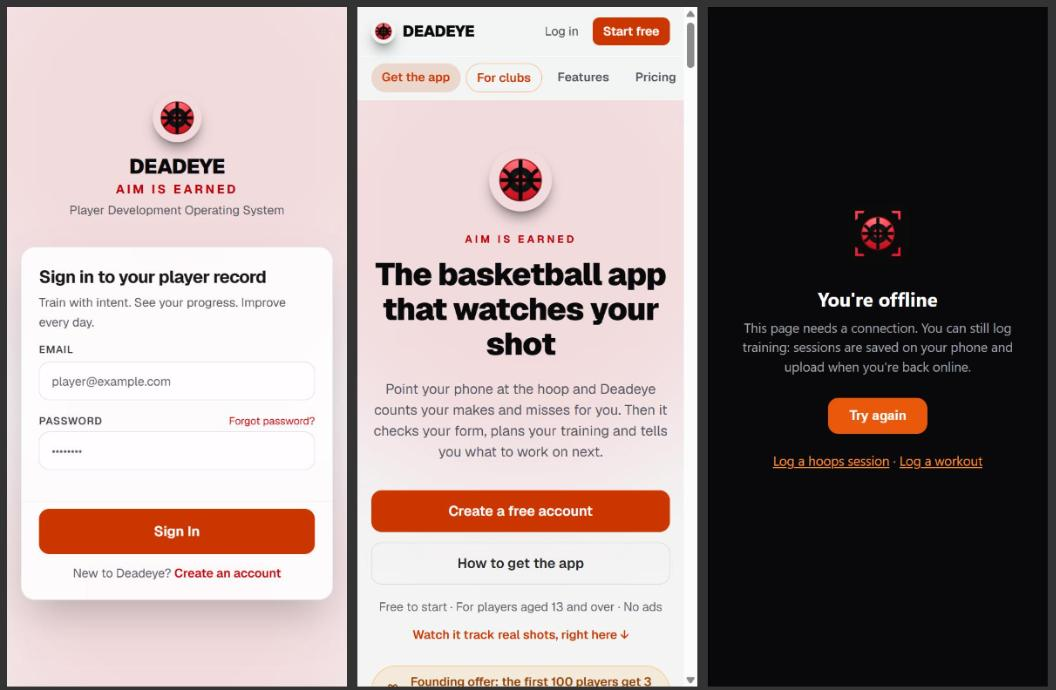 DEADEYE
AIM IS EARNED
Player Development Operating System
Sign in to your player record
Train with intent. See your progress. Improve
every day.
EMAIL
player@example.com
PASSWORD
Forgot password?
••••••••
Sign In
New to Deadeye? Create an account
DEADEYE
Log in
Start free
Get the app
For clubs
Features
Pricing
AIM IS EARNED
The basketball app
that watches your
shot
Point your phone at the hoop and Deadeye
counts your makes and misses for you. Then it
checks your form, plans your training and tells
you what to work on next.
Create a free account
How to get the app
Free to start · For players aged 13 and over · No ads
Watch it track real shots, right here ↓
Founding offer: the first 100 players get 3
You're offline
This page needs a connection. You can still log
training: sessions are saved on your phone and
upload when you're back online.
Try again
Log a hoops session · Log a workout